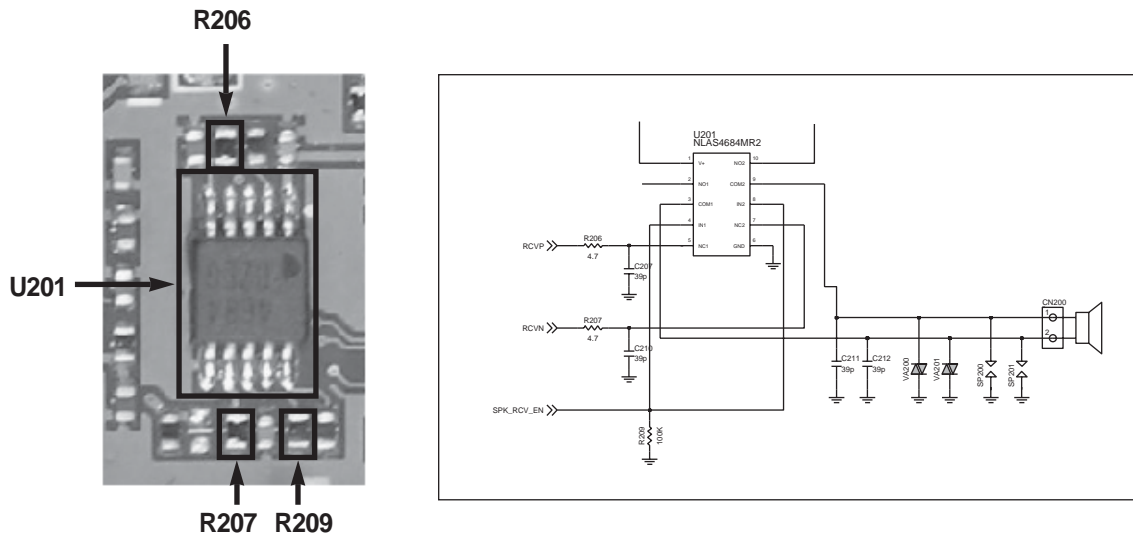 R206
U201
R207 R209
U201
NLAS4684MR2
1 V+ NO2 10
2 NO1 COM2 9
3 COM1 IN2 8
4 IN1 NC2 7
5 NC1 GND 6
RCVP R206
4.7
C207
39p
RCVN R207
4.7
C210
39p
SPK_RCV_EN
R209
100K
C211
39p
C212
39p
VA200
VA201
SP200
SP201
CN200
1
2